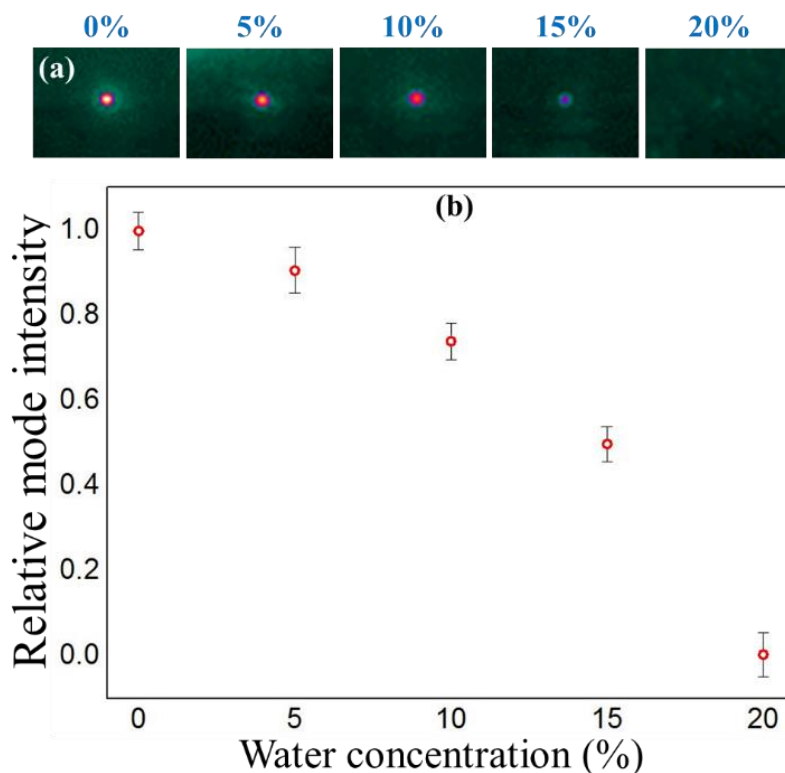 0% 5% 10% 15% 20%
(a)
(b)
Relative mode intensity
1.0
0.8
0.6
0.4
0.2
0.0
0 5 10 15 20
Water concentration (%)